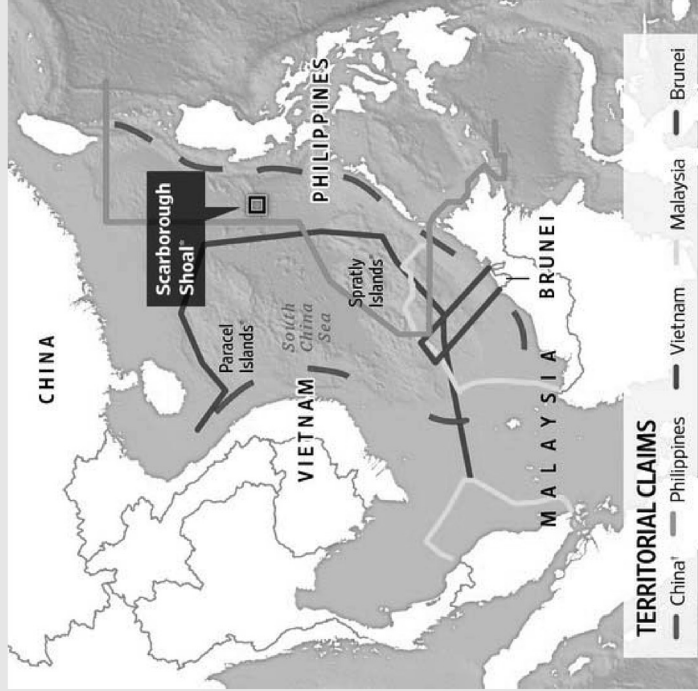 CHINA
Scarborough
Shoal*
Paracel
Islands*
South
China
Sea
PHILIPPINES
VIETNAM
Spratly
Islands*
BRUNEI
MALAYSIA
TERRITORIAL CLAIMS
China† Philippines Vietnam Malaysia Brunei